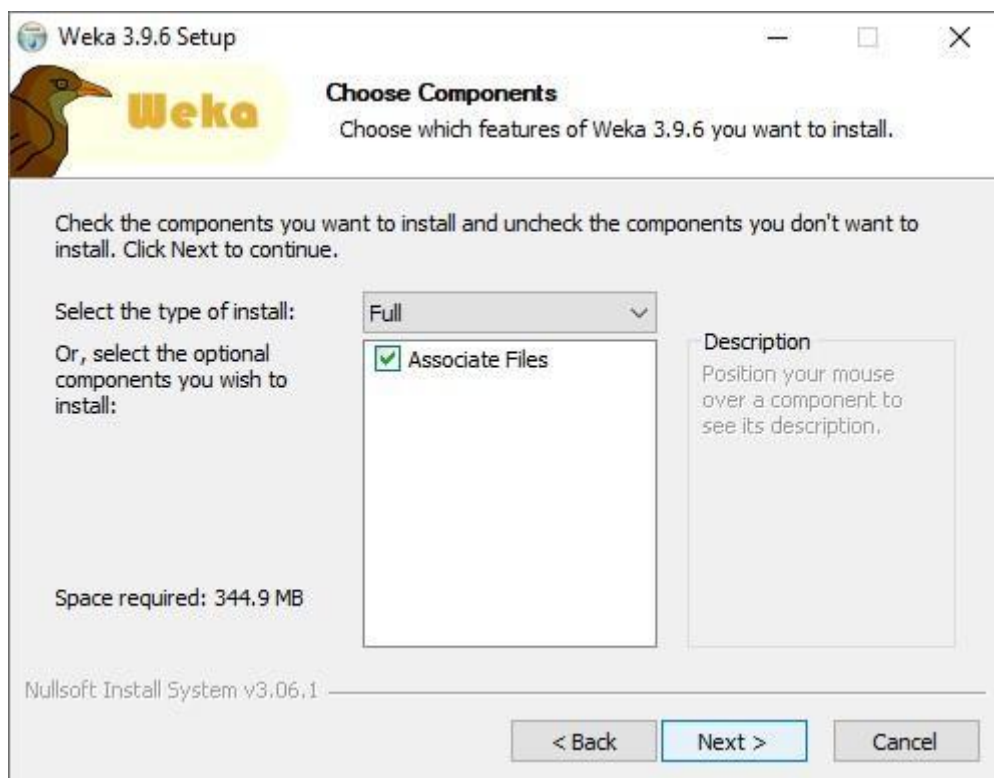 Weka 3.9.6 Setup
Weka
Choose Components
Choose which features of Weka 3.9.6 you want to install.
Check the components you want to install and uncheck the components you don't want to
install. Click Next to continue.
Select the type of install:
Full
Or, select the optional
components you wish to
install:
Associate Files
Description
Position your mouse
over a component to
see its description.
Space required: 344.9 MB
Nullsoft Install System v3.06.1
< Back
Next >
Cancel